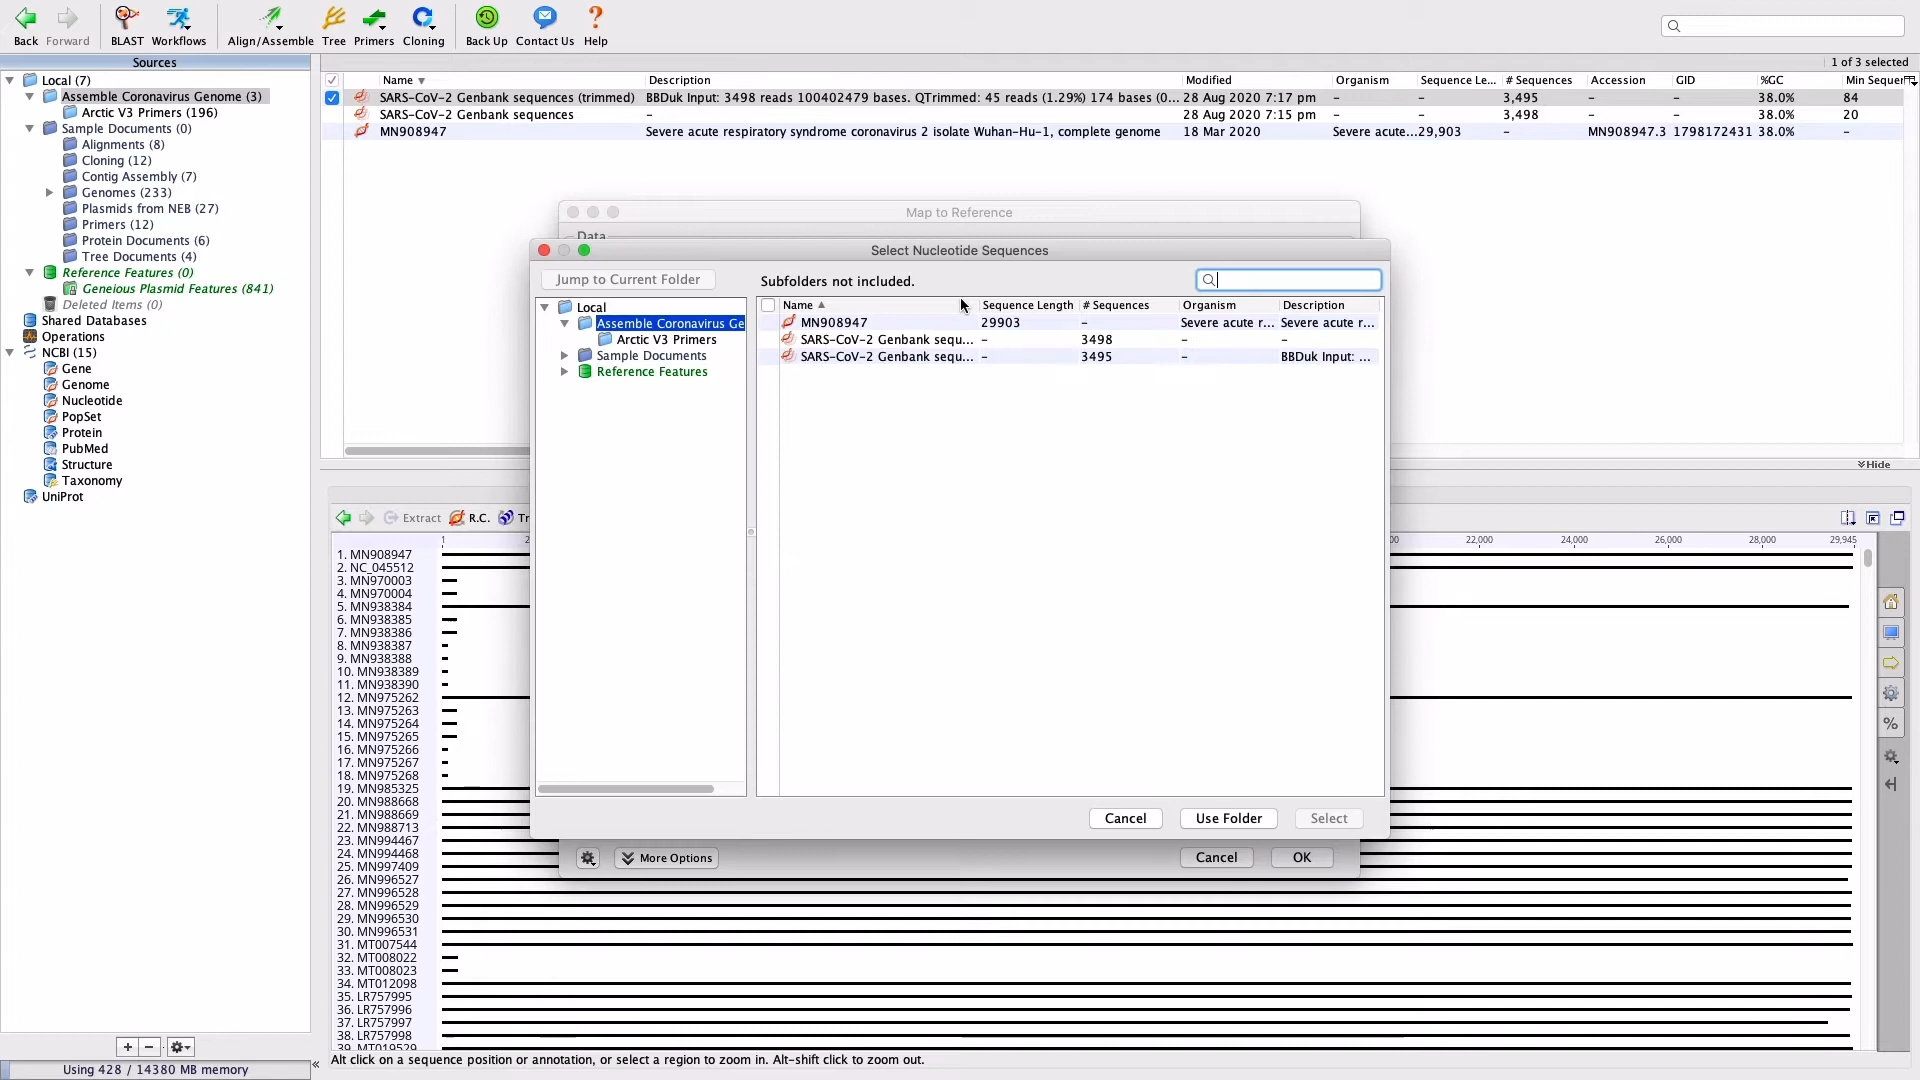 Back Forward BLAST Workflows Align/Assemble Tree Primers Cloning Back Up Contact Us Help
Sources
1 of 3 selected
Local (7)
Assemble Coronavirus Genome (3)
Arctic V3 Primers (196)
Sample Documents (0)
Alignments (8)
Cloning (12)
Contig Assembly (7)
Genomes (233)
Plasmids from NEB (27)
Primers (12)
Protein Documents (6)
Tree Documents (4)
Reference Features (0)
Geneious Plasmid Features (841)
Deleted Items (0)
Shared Databases
Operations
NCBI (15)
Gene
Genome
Nucleotide
PopSet
Protein
PubMed
Structure
Taxonomy
UniProt
Using 428 / 14380 MB memory
Name Description Modified Organism Sequence Le... # Sequences Accession GID %GC Min Sequen
SARS-CoV-2 Genbank sequences (trimmed) BBDuk Input: 3498 reads 100402479 bases. QTrimmed: 45 reads (1.29%) 174 bases (0... 28 Aug 2020 7:17 pm – – 3,495 – – 38.0% 84
SARS-CoV-2 Genbank sequences – 28 Aug 2020 7:15 pm – – 3,498 – – 38.0% 20
MN908947 Severe acute respiratory syndrome coronavirus 2 isolate Wuhan-Hu-1, complete genome 18 Mar 2020 Severe acute... 29,903 – MN908947.3 1798172431 38.0% –
Map to Reference
Data
Select Nucleotide Sequences
Jump to Current Folder
Subfolders not included.
Local
Assemble Coronavirus Ge
Arctic V3 Primers
Sample Documents
Reference Features
Name Sequence Length # Sequences Organism Description
MN908947 29903 – Severe acute r... Severe acute r...
SARS-CoV-2 Genbank sequ... – 3498 – –
SARS-CoV-2 Genbank sequ... – 3495 – BBDuk Input: ...
Cancel Use Folder Select
More Options
Cancel OK
Hide
Extract R.C. Tr
1 2 00 22,000 24,000 26,000 28,000 29,945
1. MN908947
2. NC_045512
3. MN970003
4. MN970004
5. MN938384
6. MN938385
7. MN938386
8. MN938387
9. MN938388
10. MN938389
11. MN938390
12. MN975262
13. MN975263
14. MN975264
15. MN975265
16. MN975266
17. MN975267
18. MN975268
19. MN985325
20. MN988668
21. MN988669
22. MN988713
23. MN994467
24. MN994468
25. MN997409
26. MN996527
27. MN996528
28. MN996529
29. MN996530
30. MN996531
31. MT007544
32. MT008022
33. MT008023
34. MT012098
35. LR757995
36. LR757996
37. LR757997
38. LR757998
39. MT019529
Alt click on a sequence position or annotation, or select a region to zoom in. Alt-shift click to zoom out.